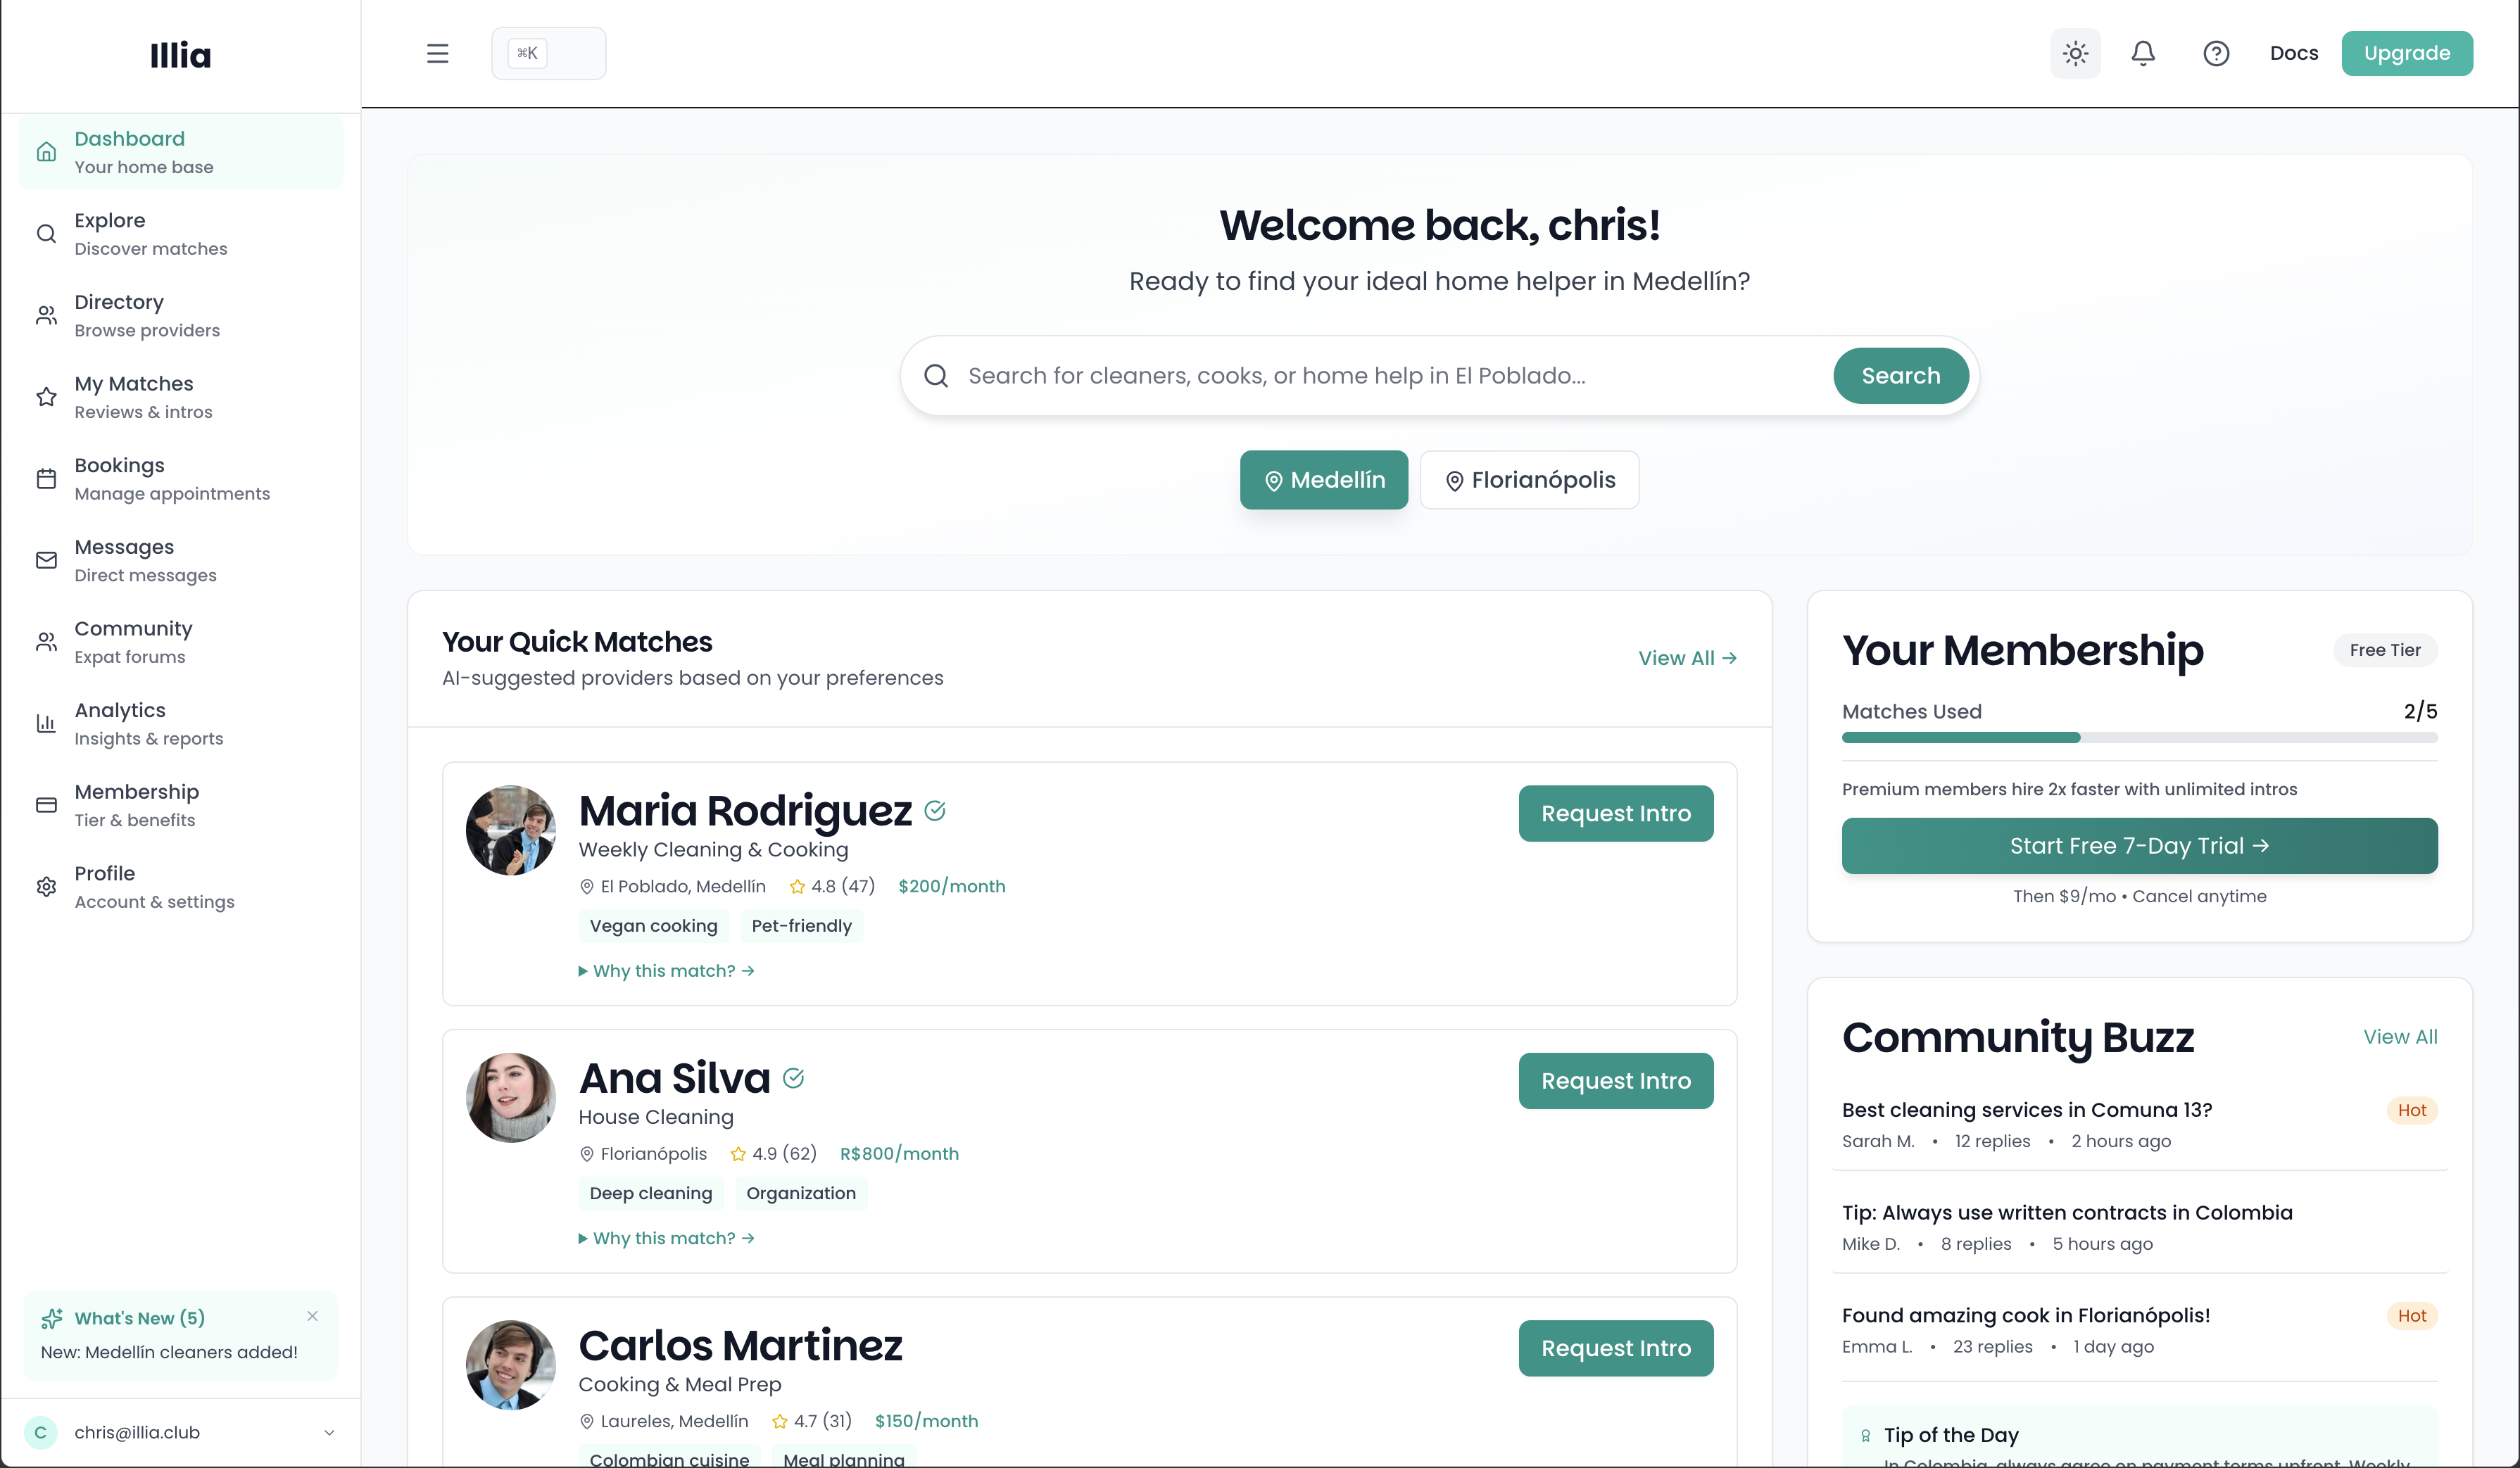 Illia
⌘K
Docs
Upgrade
Dashboard
Your home base
Explore
Discover matches
Directory
Browse providers
My Matches
Reviews & intros
Bookings
Manage appointments
Messages
Direct messages
Community
Expat forums
Analytics
Insights & reports
Membership
Tier & benefits
Profile
Account & settings
What's New (5)
New: Medellín cleaners added!
C
chris@illia.club
Welcome back, chris!
Ready to find your ideal home helper in Medellín?
Search for cleaners, cooks, or home help in El Poblado...
Search
Medellín
Florianópolis
Your Quick Matches
AI-suggested providers based on your preferences
View All →
Maria Rodriguez
Request Intro
Weekly Cleaning & Cooking
El Poblado, Medellín 4.8 (47) $200/month
Vegan cooking Pet-friendly
Why this match? →
Ana Silva
Request Intro
House Cleaning
Florianópolis 4.9 (62) R$800/month
Deep cleaning Organization
Why this match? →
Carlos Martinez
Request Intro
Cooking & Meal Prep
Laureles, Medellín 4.7 (31) $150/month
Colombian cuisine Meal planning
Your Membership
Free Tier
Matches Used 2/5
Premium members hire 2x faster with unlimited intros
Start Free 7-Day Trial →
Then $9/mo • Cancel anytime
Community Buzz
View All
Best cleaning services in Comuna 13?
Hot
Sarah M. • 12 replies • 2 hours ago
Tip: Always use written contracts in Colombia
Mike D. • 8 replies • 5 hours ago
Found amazing cook in Florianópolis!
Hot
Emma L. • 23 replies • 1 day ago
Tip of the Day
In Colombia, always agree on payment terms upfront. Weekly